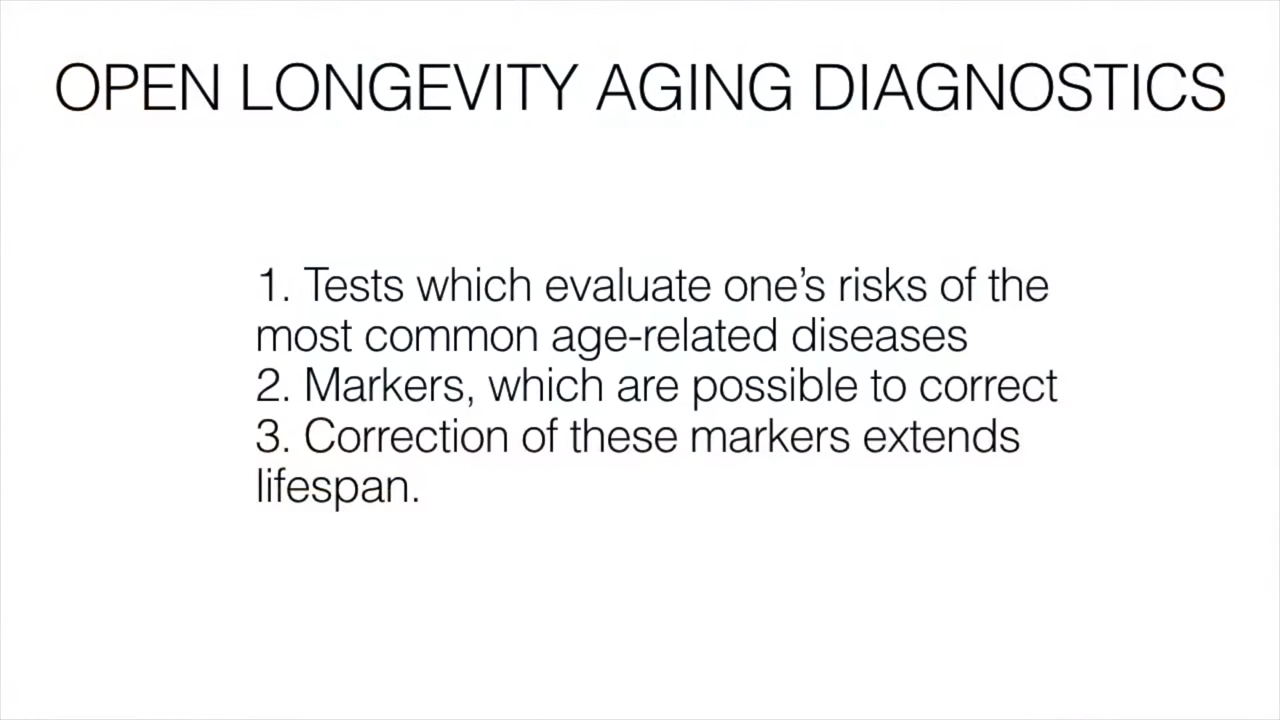 OPEN LONGEVITY AGING DIAGNOSTICS
1. Tests which evaluate one’s risks of the
most common age-related diseases
2. Markers, which are possible to correct
3. Correction of these markers extends
lifespan.